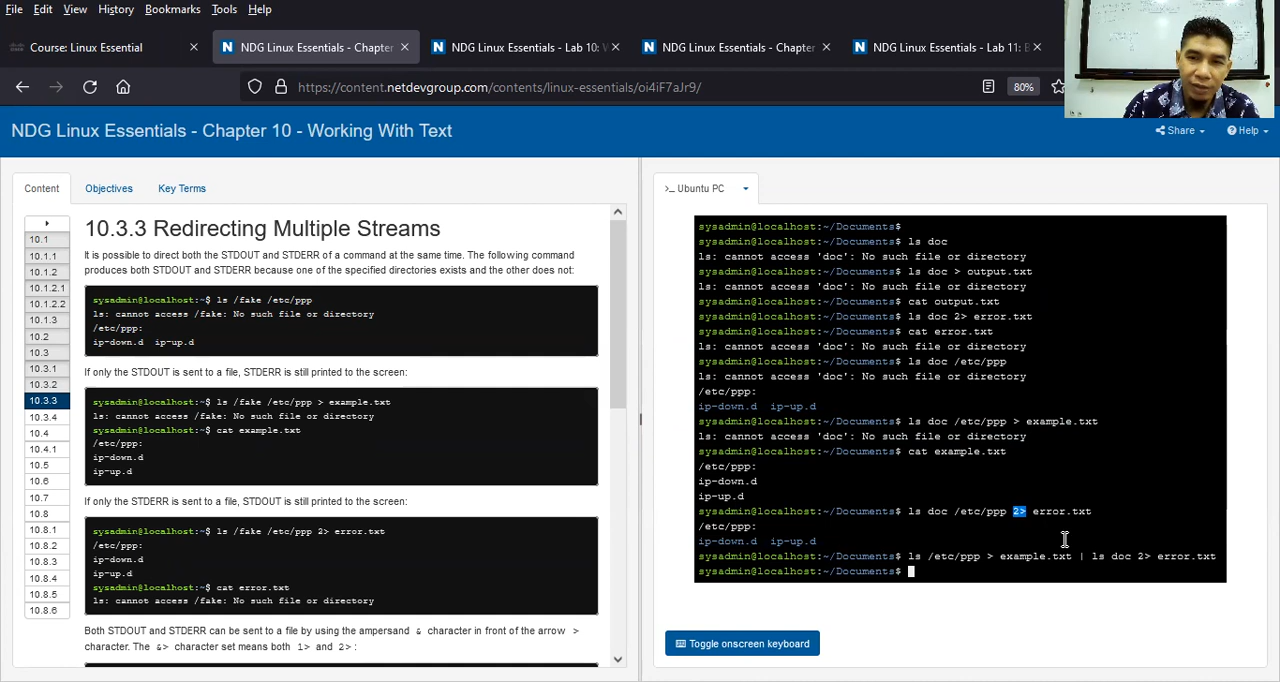 File Edit View History Bookmarks Tools Help
Course: Linux Essential
NDG Linux Essentials - Chapter
NDG Linux Essentials - Lab 10:
NDG Linux Essentials - Chapter
NDG Linux Essentials - Lab 11:
https://content.netdevgroup.com/contents/linux-essentials/oi4iF7aJr9/
80%
NDG Linux Essentials - Chapter 10 - Working With Text
Share
Help
Content Objectives Key Terms
10.1
10.1.1
10.1.2
10.1.2.1
10.1.2.2
10.1.3
10.2
10.3
10.3.1
10.3.2
10.3.3
10.3.4
10.4
10.4.1
10.5
10.6
10.7
10.8
10.8.1
10.8.2
10.8.3
10.8.4
10.8.5
10.8.6
10.3.3 Redirecting Multiple Streams
It is possible to direct both the STDOUT and STDERR of a command at the same time. The following command
produces both STDOUT and STDERR because one of the specified directories exists and the other does not:
sysadmin@localhost:~$ ls /fake /etc/ppp
ls: cannot access /fake: No such file or directory
/etc/ppp:
ip-down.d ip-up.d
If only the STDOUT is sent to a file, STDERR is still printed to the screen:
sysadmin@localhost:~$ ls /fake /etc/ppp > example.txt
ls: cannot access /fake: No such file or directory
sysadmin@localhost:~$ cat example.txt
/etc/ppp:
ip-down.d
ip-up.d
If only the STDERR is sent to a file, STDOUT is still printed to the screen:
sysadmin@localhost:~$ ls /fake /etc/ppp 2> error.txt
/etc/ppp:
ip-down.d
ip-up.d
sysadmin@localhost:~$ cat error.txt
ls: cannot access /fake: No such file or directory
Both STDOUT and STDERR can be sent to a file by using the ampersand & character in front of the arrow >
character. The &> character set means both 1> and 2>:
>_ Ubuntu PC
sysadmin@localhost:~/Documents$
sysadmin@localhost:~/Documents$ ls doc
ls: cannot access 'doc': No such file or directory
sysadmin@localhost:~/Documents$ ls doc > output.txt
ls: cannot access 'doc': No such file or directory
sysadmin@localhost:~/Documents$ cat output.txt
sysadmin@localhost:~/Documents$ ls doc 2> error.txt
sysadmin@localhost:~/Documents$ cat error.txt
ls: cannot access 'doc': No such file or directory
sysadmin@localhost:~/Documents$ ls doc /etc/ppp
ls: cannot access 'doc': No such file or directory
/etc/ppp:
ip-down.d ip-up.d
sysadmin@localhost:~/Documents$ ls doc /etc/ppp > example.txt
ls: cannot access 'doc': No such file or directory
sysadmin@localhost:~/Documents$ cat example.txt
/etc/ppp:
ip-down.d
ip-up.d
sysadmin@localhost:~/Documents$ ls doc /etc/ppp 2> error.txt
/etc/ppp:
ip-down.d ip-up.d
sysadmin@localhost:~/Documents$ ls /etc/ppp > example.txt | ls doc 2> error.txt
sysadmin@localhost:~/Documents$
Toggle onscreen keyboard